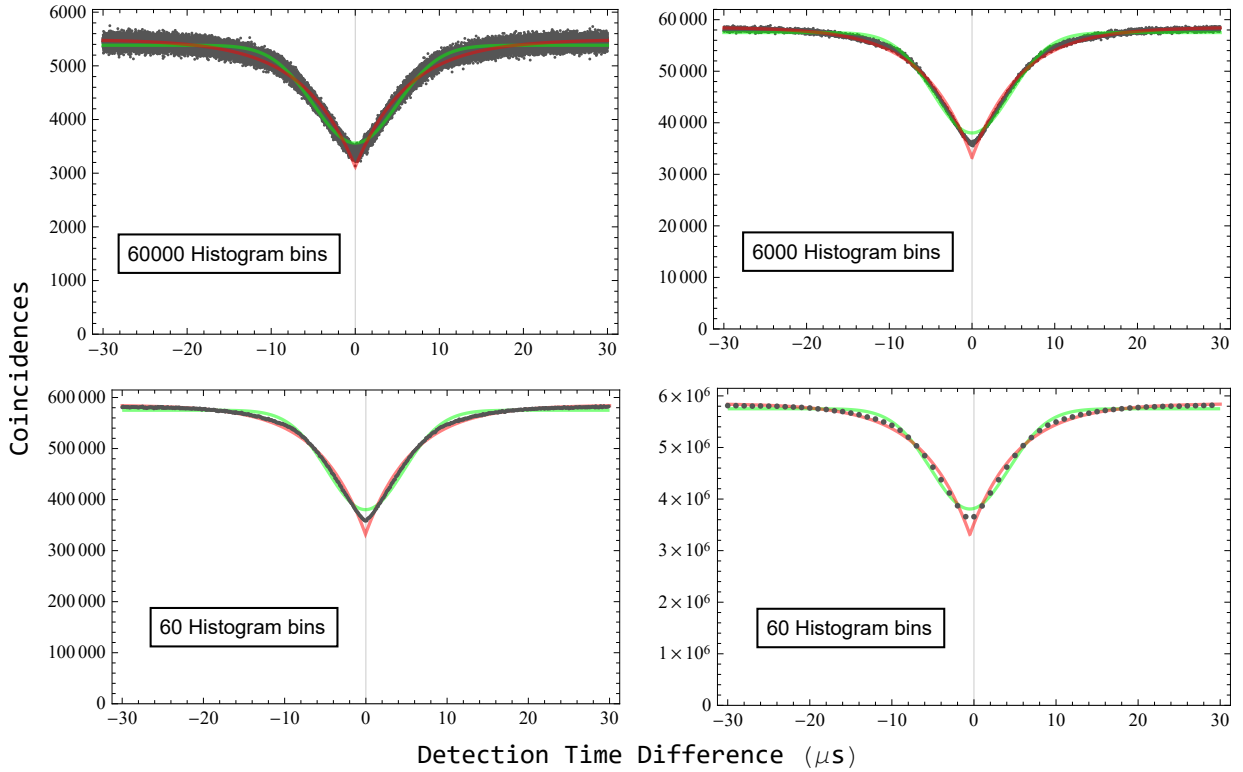 6000
5000
4000
3000
2000
1000
0
60000 Histogram bins
−30 −20 −10 0 10 20 30
60 000
50 000
40 000
30 000
20 000
10 000
0
6000 Histogram bins
−30 −20 −10 0 10 20 30
Coincidences
600 000
500 000
400 000
300 000
200 000
100 000
0
60 Histogram bins
−30 −20 −10 0 10 20 30
6 × 10⁶
5 × 10⁶
4 × 10⁶
3 × 10⁶
2 × 10⁶
1 × 10⁶
0
60 Histogram bins
−30 −20 −10 0 10 20 30
Detection Time Difference (μs)